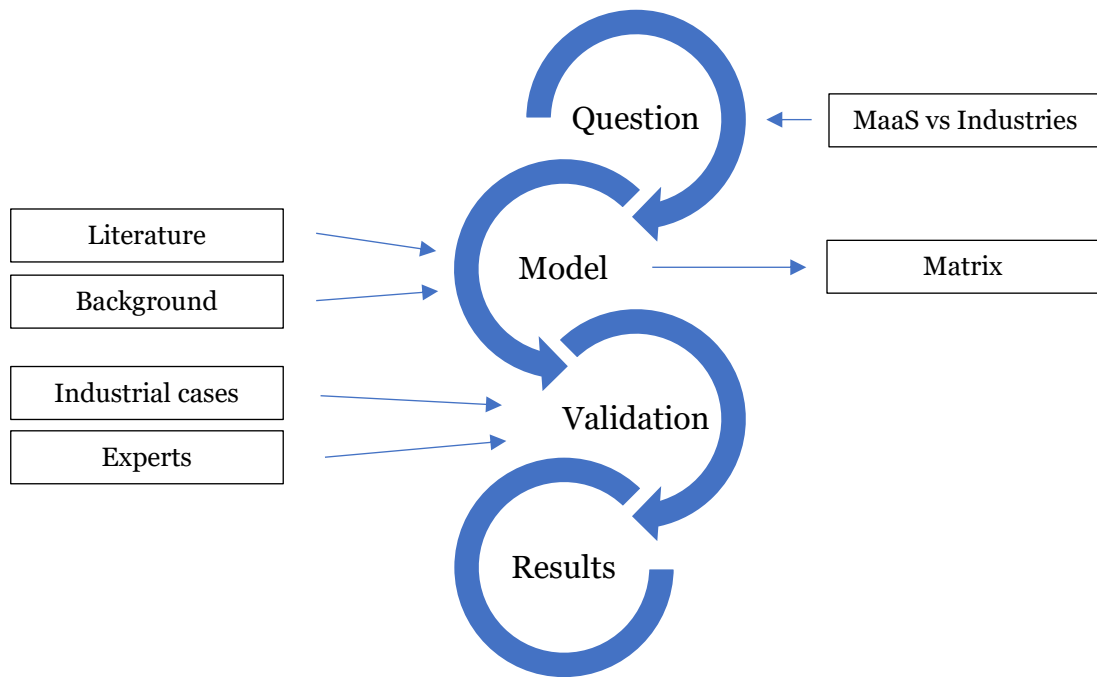 Question
MaaS vs Industries
Literature
Model
Matrix
Background
Industrial cases
Validation
Experts
Results